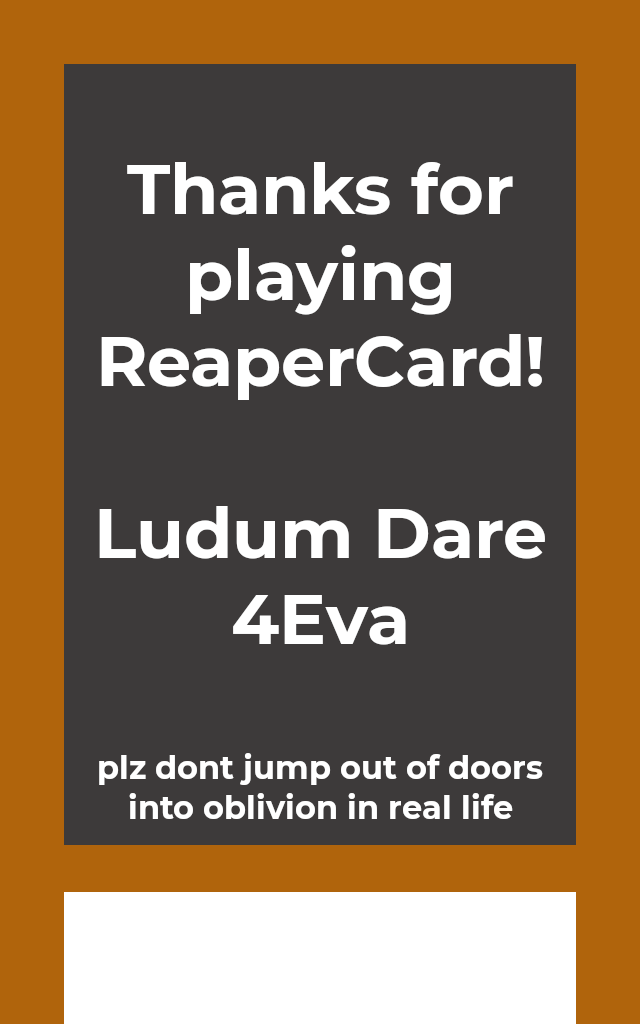 Thanks for
playing
ReaperCard!
Ludum Dare
4Eva
plz dont jump out of doors
into oblivion in real life